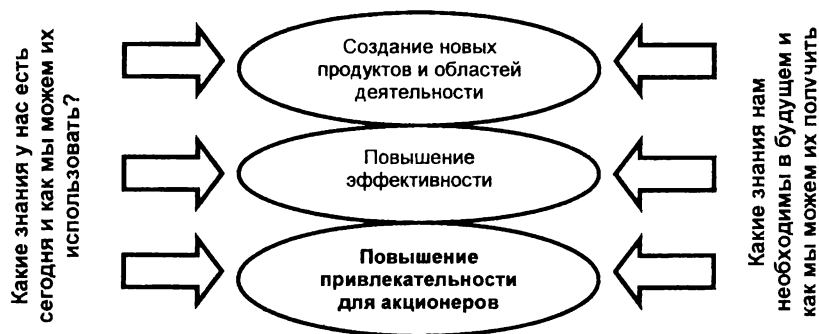 Какие знания у нас есть
сегодня и как мы можем их
использовать?
Создание новых
продуктов и областей
деятельности
Повышение
эффективности
Повышение
привлекательности
для акционеров
Какие знания нам
необходимы в будущем и
как мы можем их получить